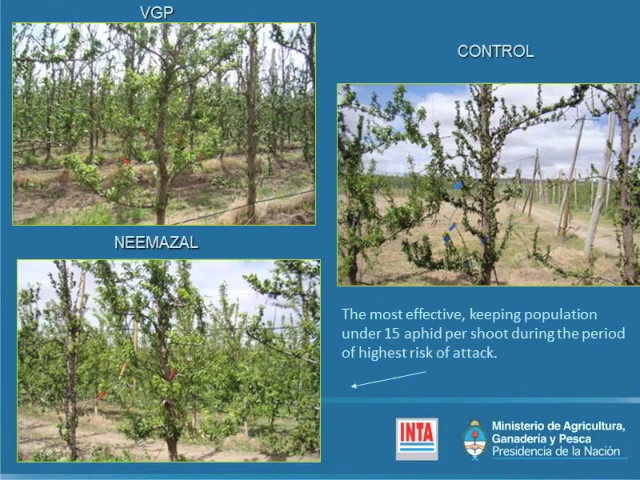 VGP
CONTROL
NEEMAZAL
The most effective, keeping population
under 15 aphid per shoot during the period
of highest risk of attack.
INTA
Ministerio de Agricultura,
Ganadería y Pesca
Presidencia de la Nación